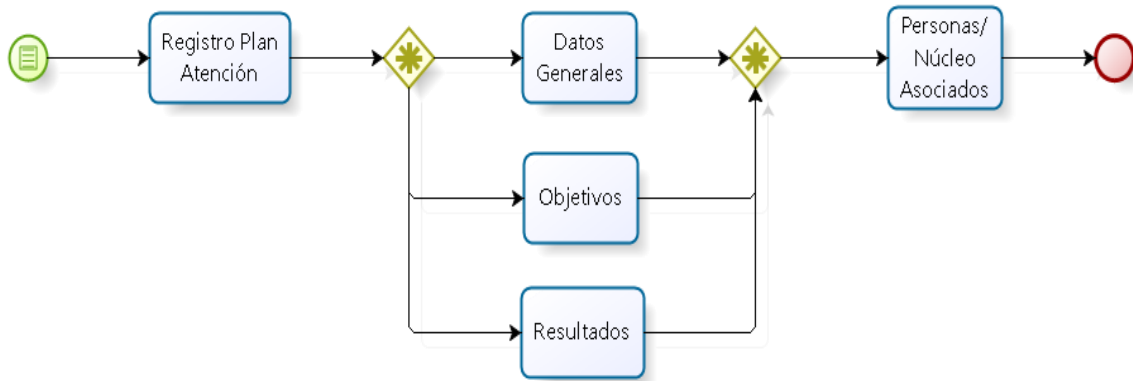 Registro Plan
Atención
Datos
Generales
Personas/
Núcleo
Asociados
Objetivos
Resultados